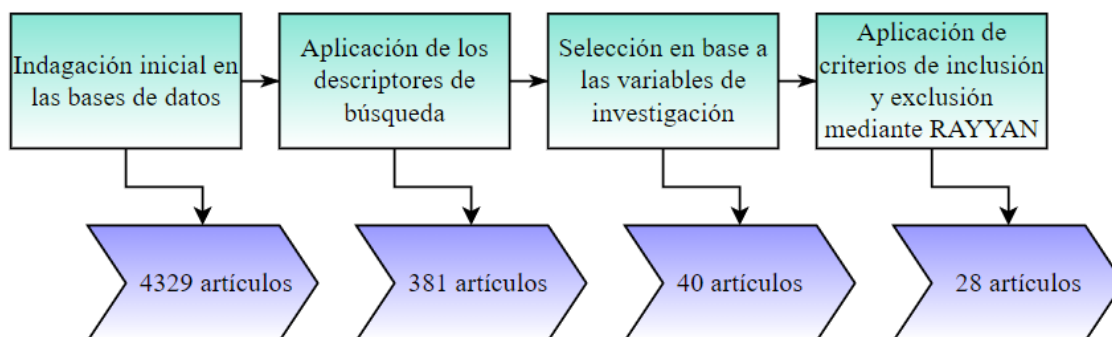 Indagación inicial en
las bases de datos
Aplicación de los
descriptores de
búsqueda
Selección en base a
las variables de
investigación
Aplicación de
criterios de inclusión
y exclusión
mediante RAYYAN
4329 artículos
381 artículos
40 artículos
28 artículos